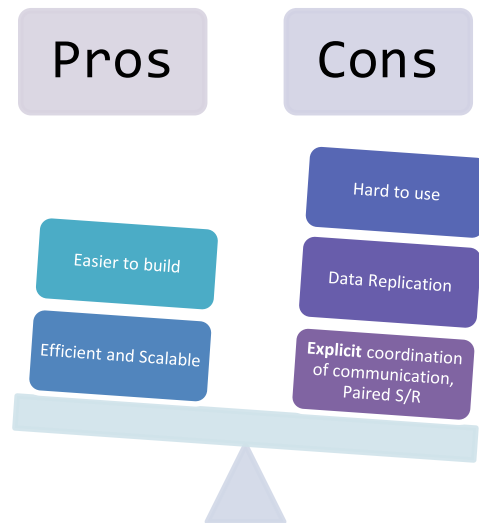 Pros
Cons
Easier to build
Efficient and Scalable
Hard to use
Data Replication
Explicit coordination
of communication,
Paired S/R